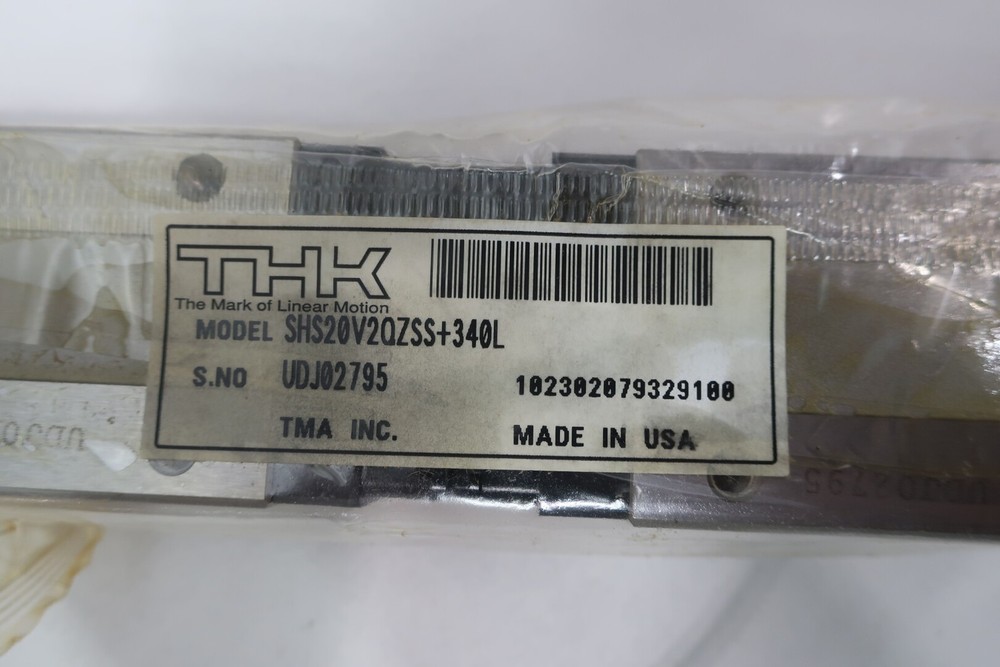 THK
The Mark of Linear Motion
MODEL SHS20V2QZSS+340L
S.NO UDJ02795
102302079329100
TMA INC. MADE IN USA